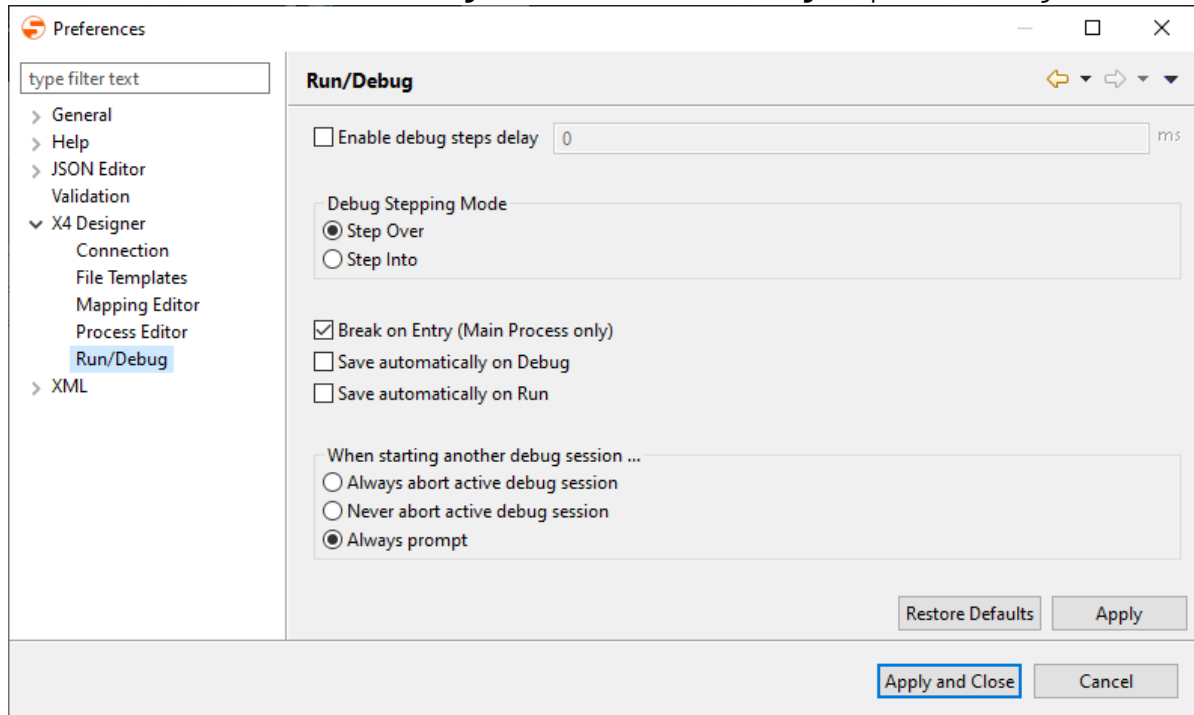 Preferences
type filter text
General
Help
JSON Editor
Validation
X4 Designer
Connection
File Templates
Mapping Editor
Process Editor
Run/Debug
XML
Run/Debug
Enable debug steps delay 0 ms
Debug Stepping Mode
Step Over
Step Into
Break on Entry (Main Process only)
Save automatically on Debug
Save automatically on Run
When starting another debug session ...
Always abort active debug session
Never abort active debug session
Always prompt
Restore Defaults Apply
Apply and Close Cancel